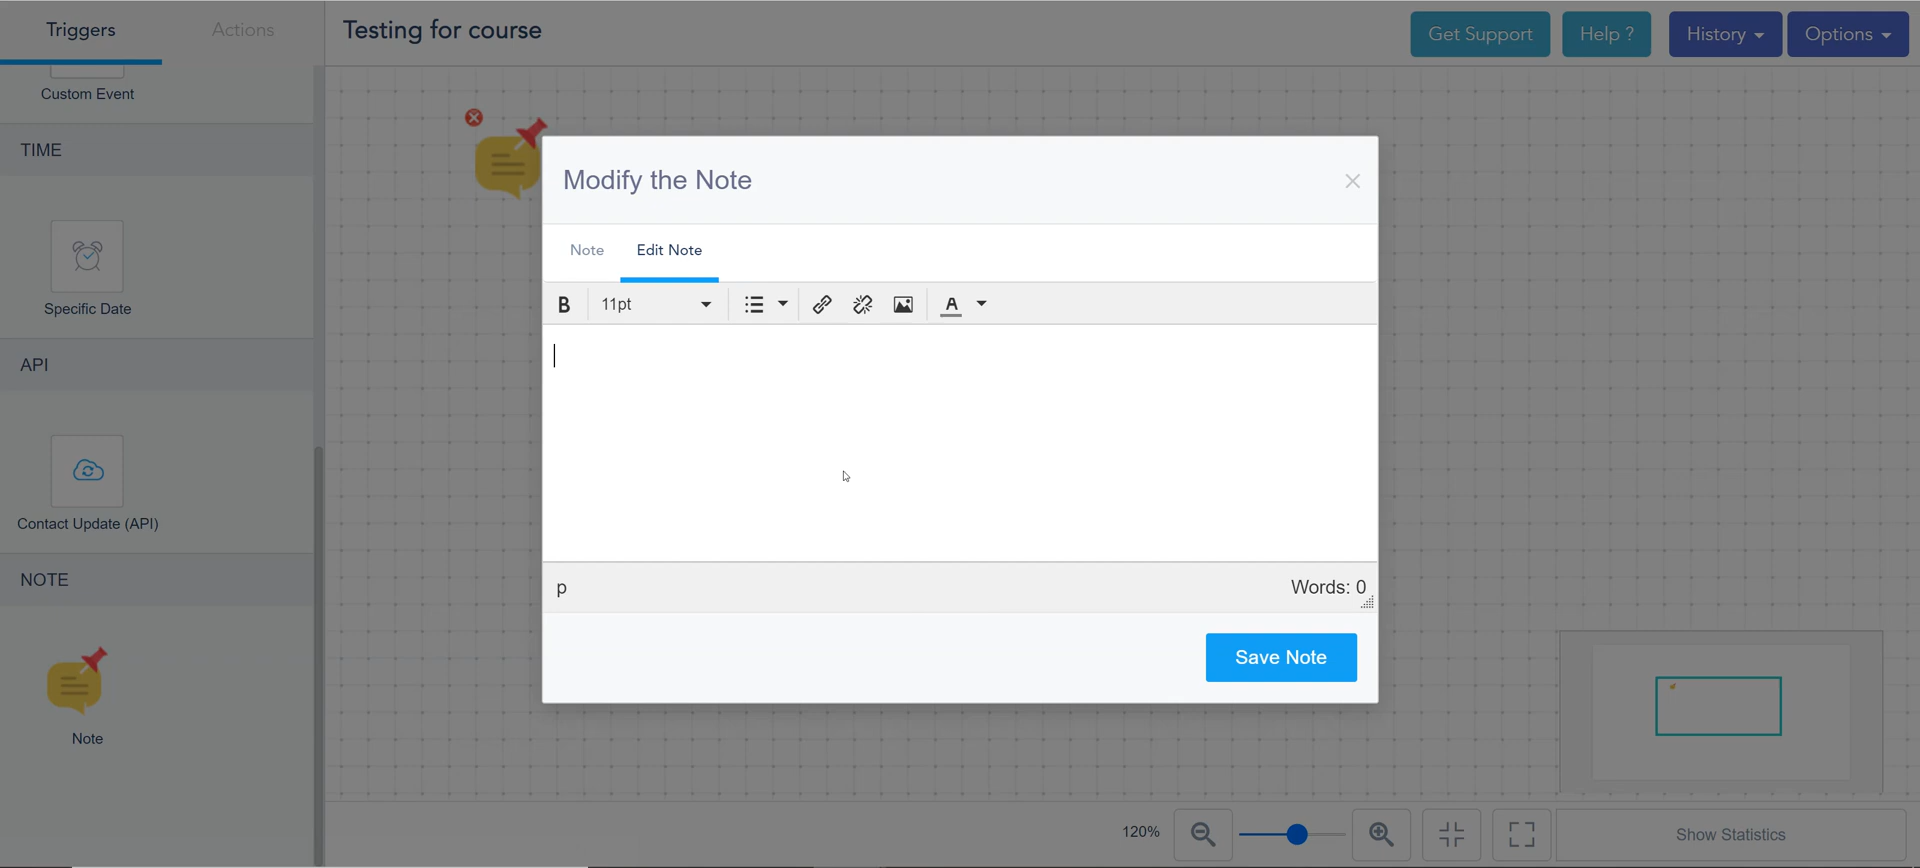 Triggers
Actions
Testing for course
Get Support
Help ?
History
Options
Custom Event
TIME
Specific Date
API
Contact Update (API)
NOTE
Note
Modify the Note
Note
Edit Note
B
11pt
A
p
Words: 0
Save Note
120%
Show Statistics